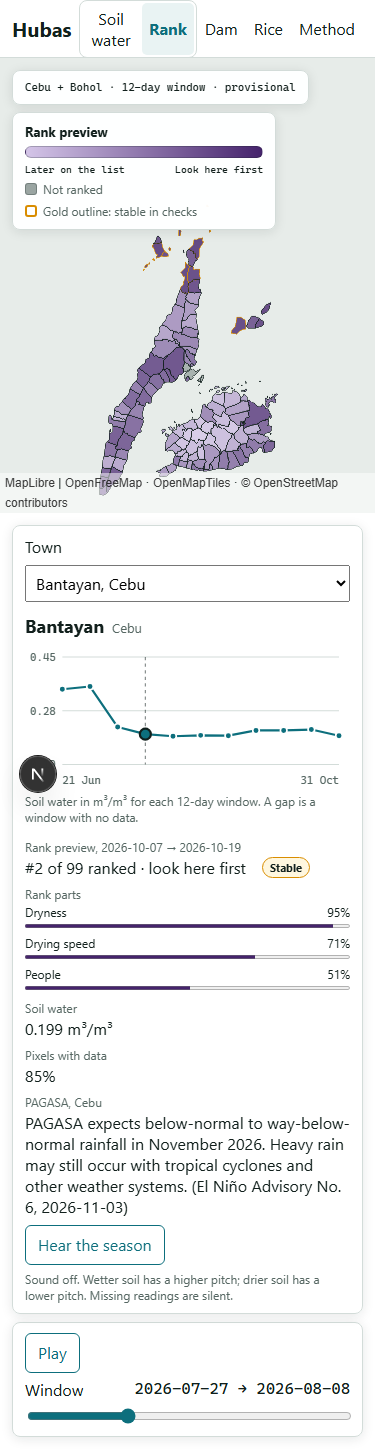 Hubas
Soil
water
Rank
Dam
Rice
Method
Cebu + Bohol · 12-day window · provisional
Rank preview
Later on the list
Look here first
Not ranked
Gold outline: stable in checks
MapLibre | OpenFreeMap · OpenMapTiles · © OpenStreetMap
contributors
Town
Bantayan, Cebu
Bantayan Cebu
0.45
0.28
N
21 Jun
31 Oct
Soil water in m³/m³ for each 12-day window. A gap is a
window with no data.
Rank preview, 2026-10-07 → 2026-10-19
#2 of 99 ranked · look here first
Stable
Rank parts
Dryness 95%
Drying speed 71%
People 51%
Soil water
0.199 m³/m³
Pixels with data
85%
PAGASA, Cebu
PAGASA expects below-normal to way-below-
normal rainfall in November 2026. Heavy rain
may still occur with tropical cyclones and
other weather systems. (El Niño Advisory No.
6, 2026-11-03)
Hear the season
Sound off. Wetter soil has a higher pitch; drier soil has a
lower pitch. Missing readings are silent.
Play
Window 2026-07-27 → 2026-08-08